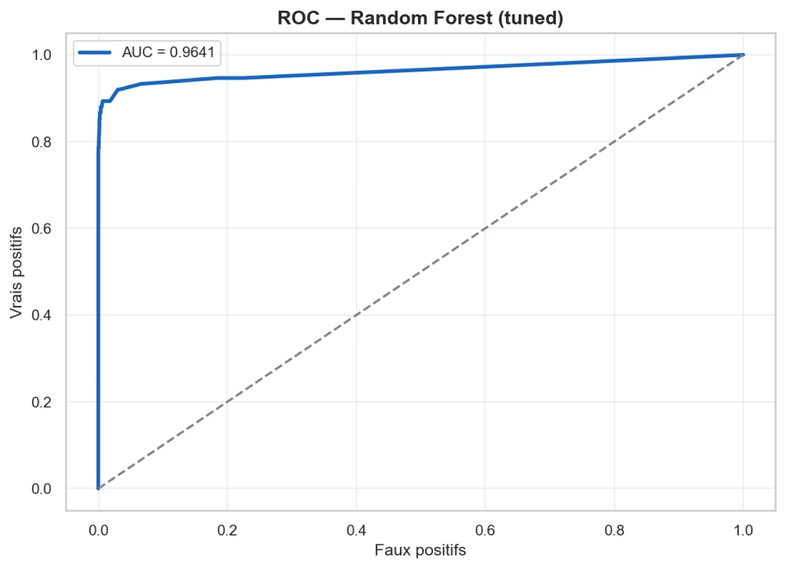 ROC — Random Forest (tuned)
AUC = 0.9641
1.0
0.8
0.6
0.4
0.2
0.0
Vrais positifs
0.0 0.2 0.4 0.6 0.8 1.0
Faux positifs